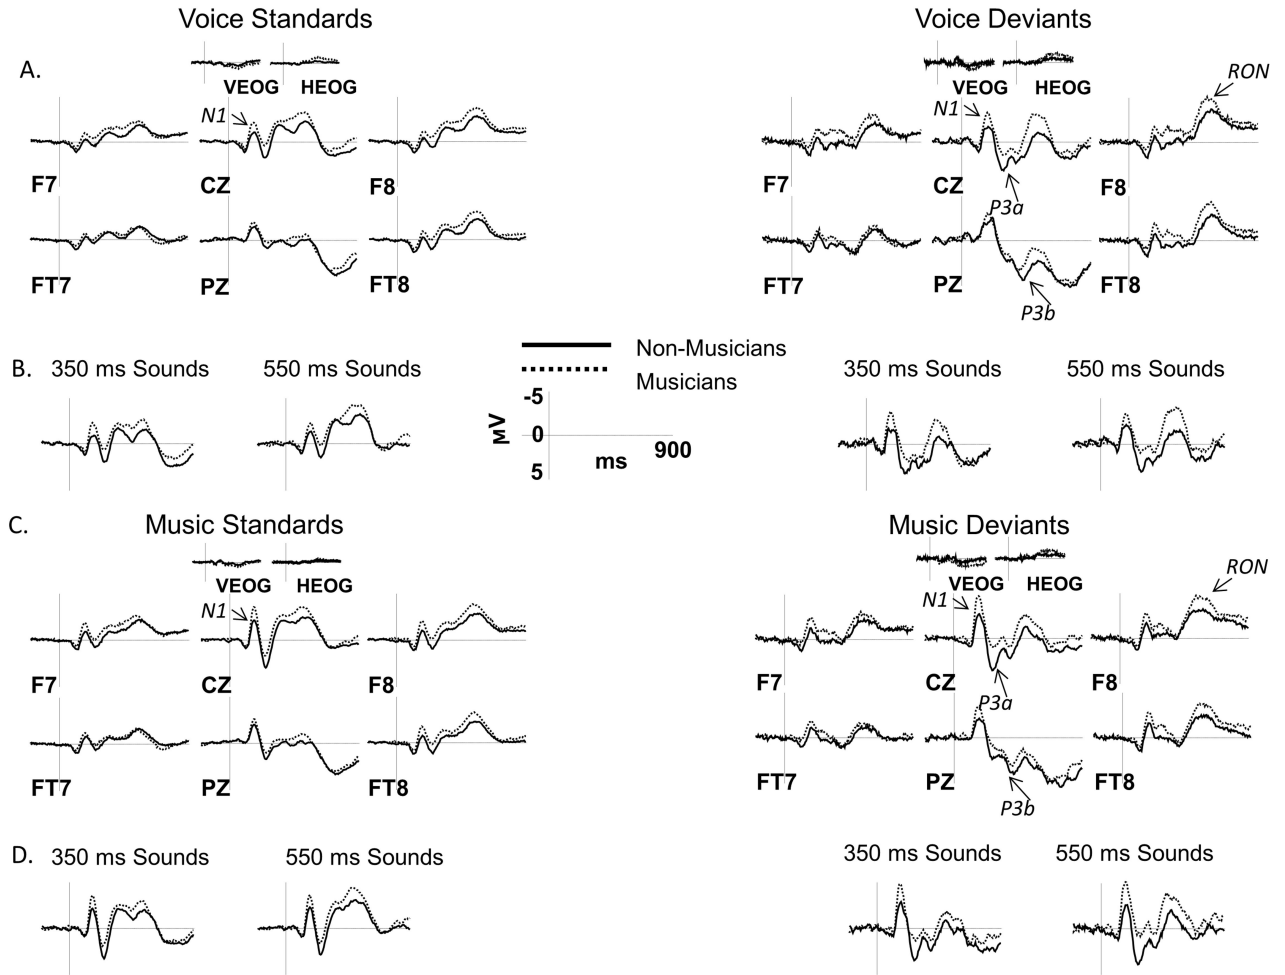 Voice Standards
Voice Deviants
A.
VEOG
HEOG
N1
F7
CZ
F8
FT7
PZ
FT8
VEOG
HEOG
RON
N1
F7
CZ
F8
P3a
FT7
PZ
FT8
P3b
B.
350 ms Sounds
550 ms Sounds
Non-Musicians
Musicians
-5
μV
0
900
ms
5
350 ms Sounds
550 ms Sounds
C.
Music Standards
Music Deviants
VEOG
HEOG
N1
F7
CZ
F8
FT7
PZ
FT8
VEOG
HEOG
RON
N1
F7
CZ
F8
P3a
FT7
PZ
FT8
P3b
D.
350 ms Sounds
550 ms Sounds
350 ms Sounds
550 ms Sounds